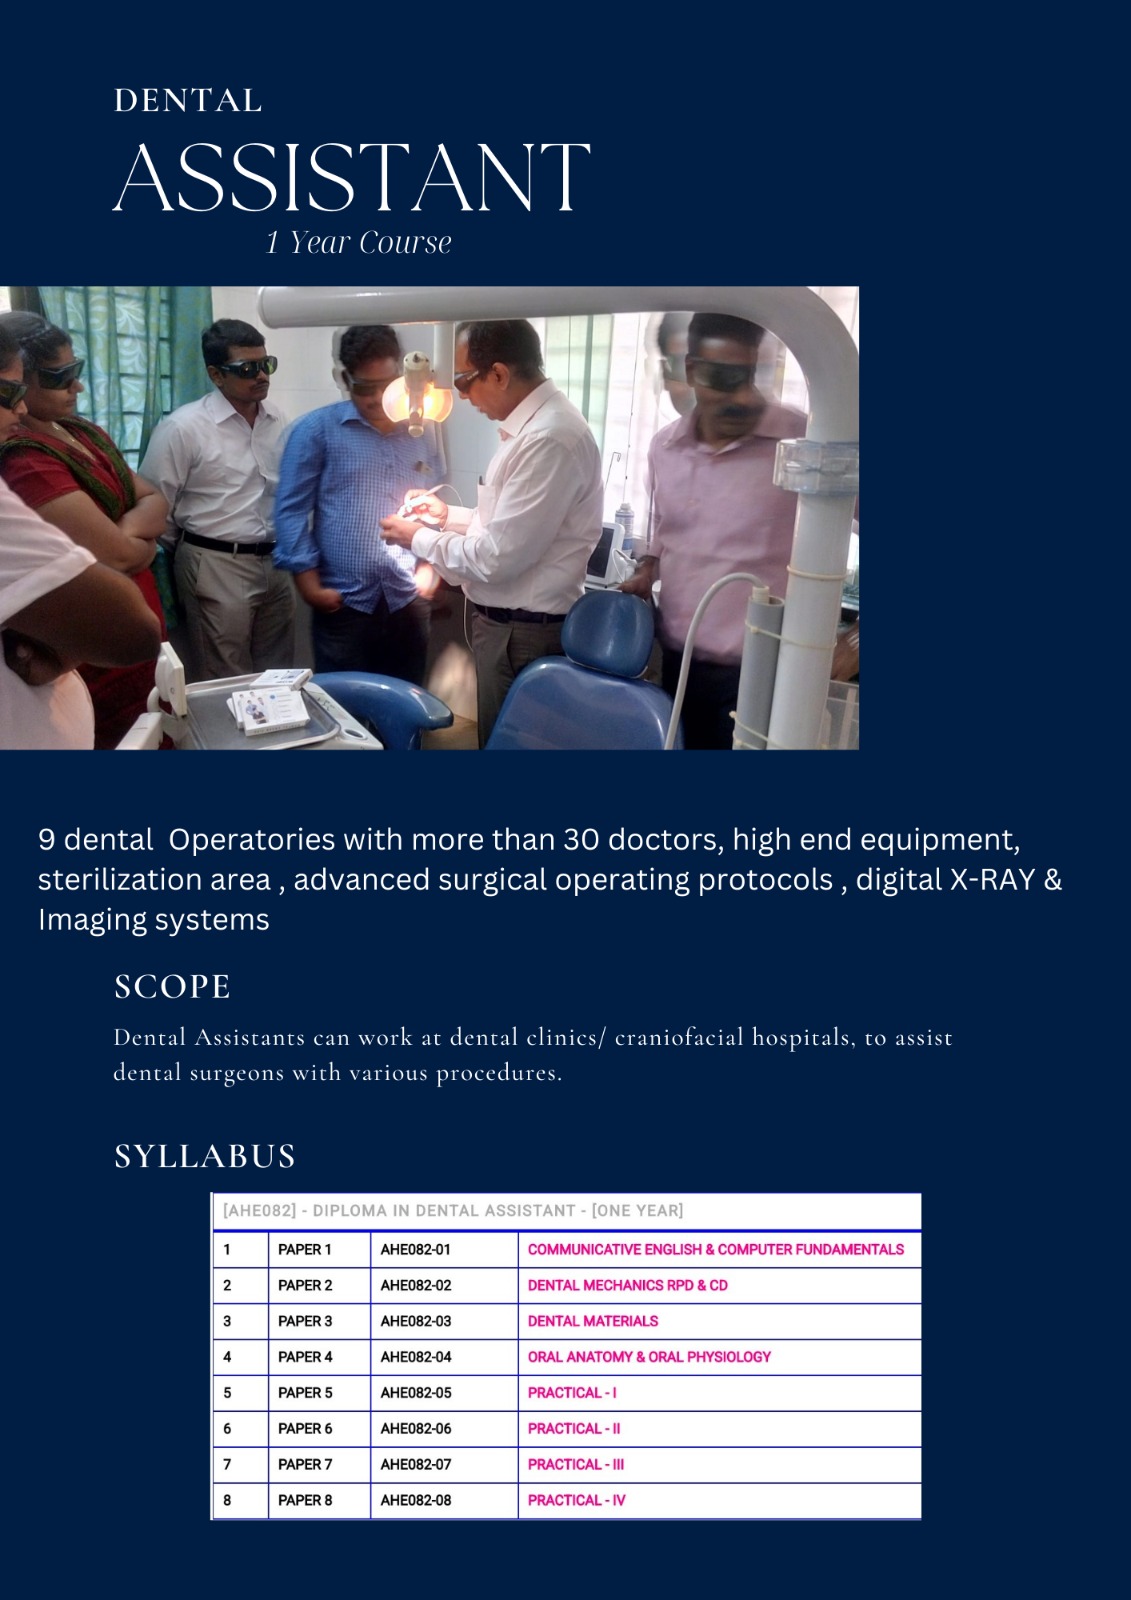 DENTAL
ASSISTANT
1 Year Course
9 dental Operatories with more than 30 doctors, high end equipment,
sterilization area , advanced surgical operating protocols , digital X-RAY &
Imaging systems
SCOPE
Dental Assistants can work at dental clinics/ craniofacial hospitals, to assist
dental surgeons with various procedures.
SYLLABUS
[AHE082] - DIPLOMA IN DENTAL ASSISTANT - [ONE YEAR]
1 PAPER 1 AHE082-01 COMMUNICATIVE ENGLISH & COMPUTER FUNDAMENTALS
2 PAPER 2 AHE082-02 DENTAL MECHANICS RPD & CD
3 PAPER 3 AHE082-03 DENTAL MATERIALS
4 PAPER 4 AHE082-04 ORAL ANATOMY & ORAL PHYSIOLOGY
5 PAPER 5 AHE082-05 PRACTICAL - I
6 PAPER 6 AHE082-06 PRACTICAL - II
7 PAPER 7 AHE082-07 PRACTICAL - III
8 PAPER 8 AHE082-08 PRACTICAL - IV